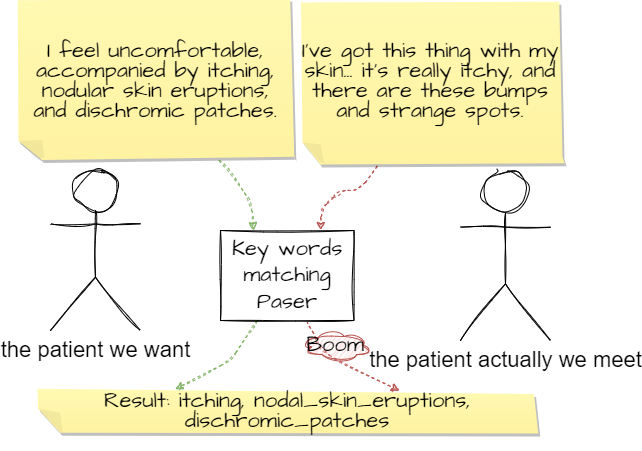 I feel uncomfortable,
accompanied by itching,
nodular skin eruptions,
and dischromic patches.
I've got this thing with my
skin... it's really itchy, and
there are these bumps
and strange spots.
Key words
matching
Paser
the patient we want
Boom
the patient actually we meet
Result: itching, nodal_skin_eruptions,
dischromic_patches